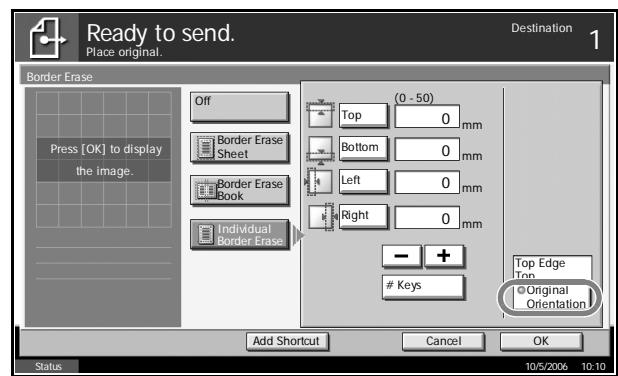 Ready to send.
Place original.
Destination
1
Border Erase
Press [OK] to display
the image.
Off
Border Erase
Sheet
Border Erase
Book
Individual
Border Erase
(0 - 50)
Top
0 mm
Bottom
0 mm
Left
0 mm
Right
0 mm
− +
# Keys
Top Edge
Top
Original
Orientation
Add Shortcut
Cancel
OK
Status
10/5/2006 10:10